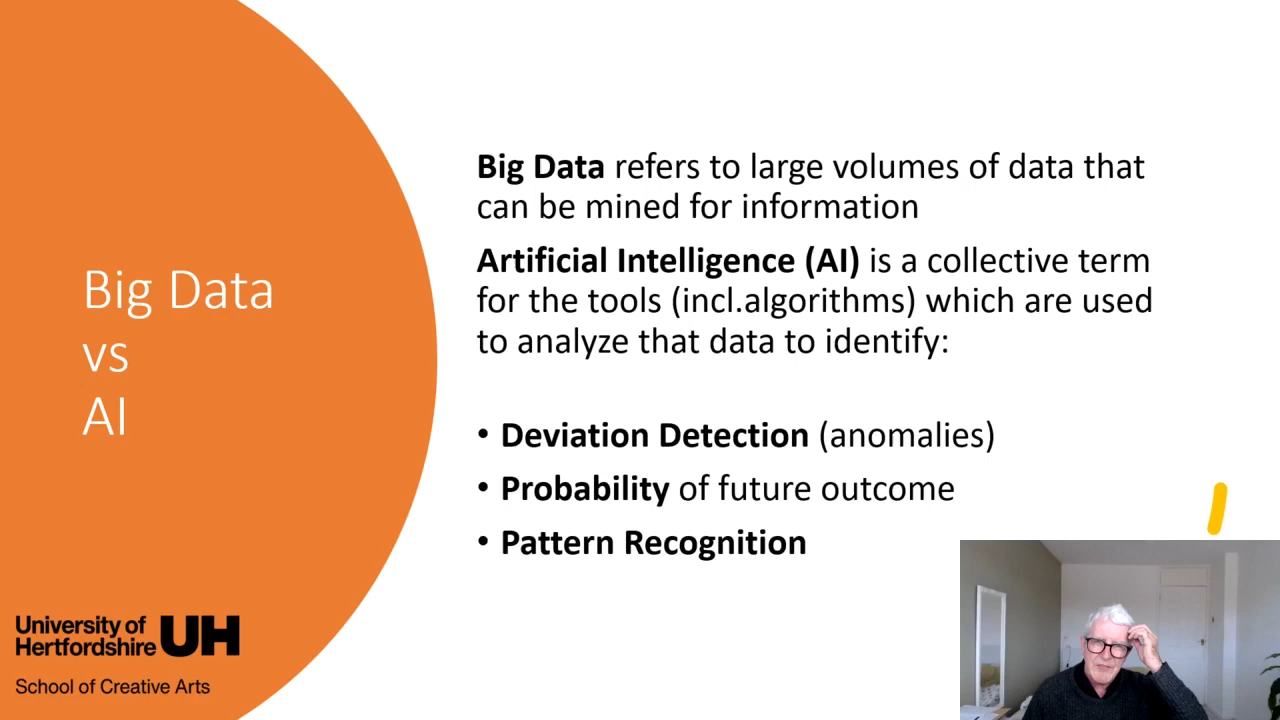 Big Data
vs
AI
Big Data refers to large volumes of data that
can be mined for information
Artificial Intelligence (AI) is a collective term
for the tools (incl.algorithms) which are used
to analyze that data to identify:
• Deviation Detection (anomalies)
• Probability of future outcome
• Pattern Recognition
University of
Hertfordshire UH
School of Creative Arts